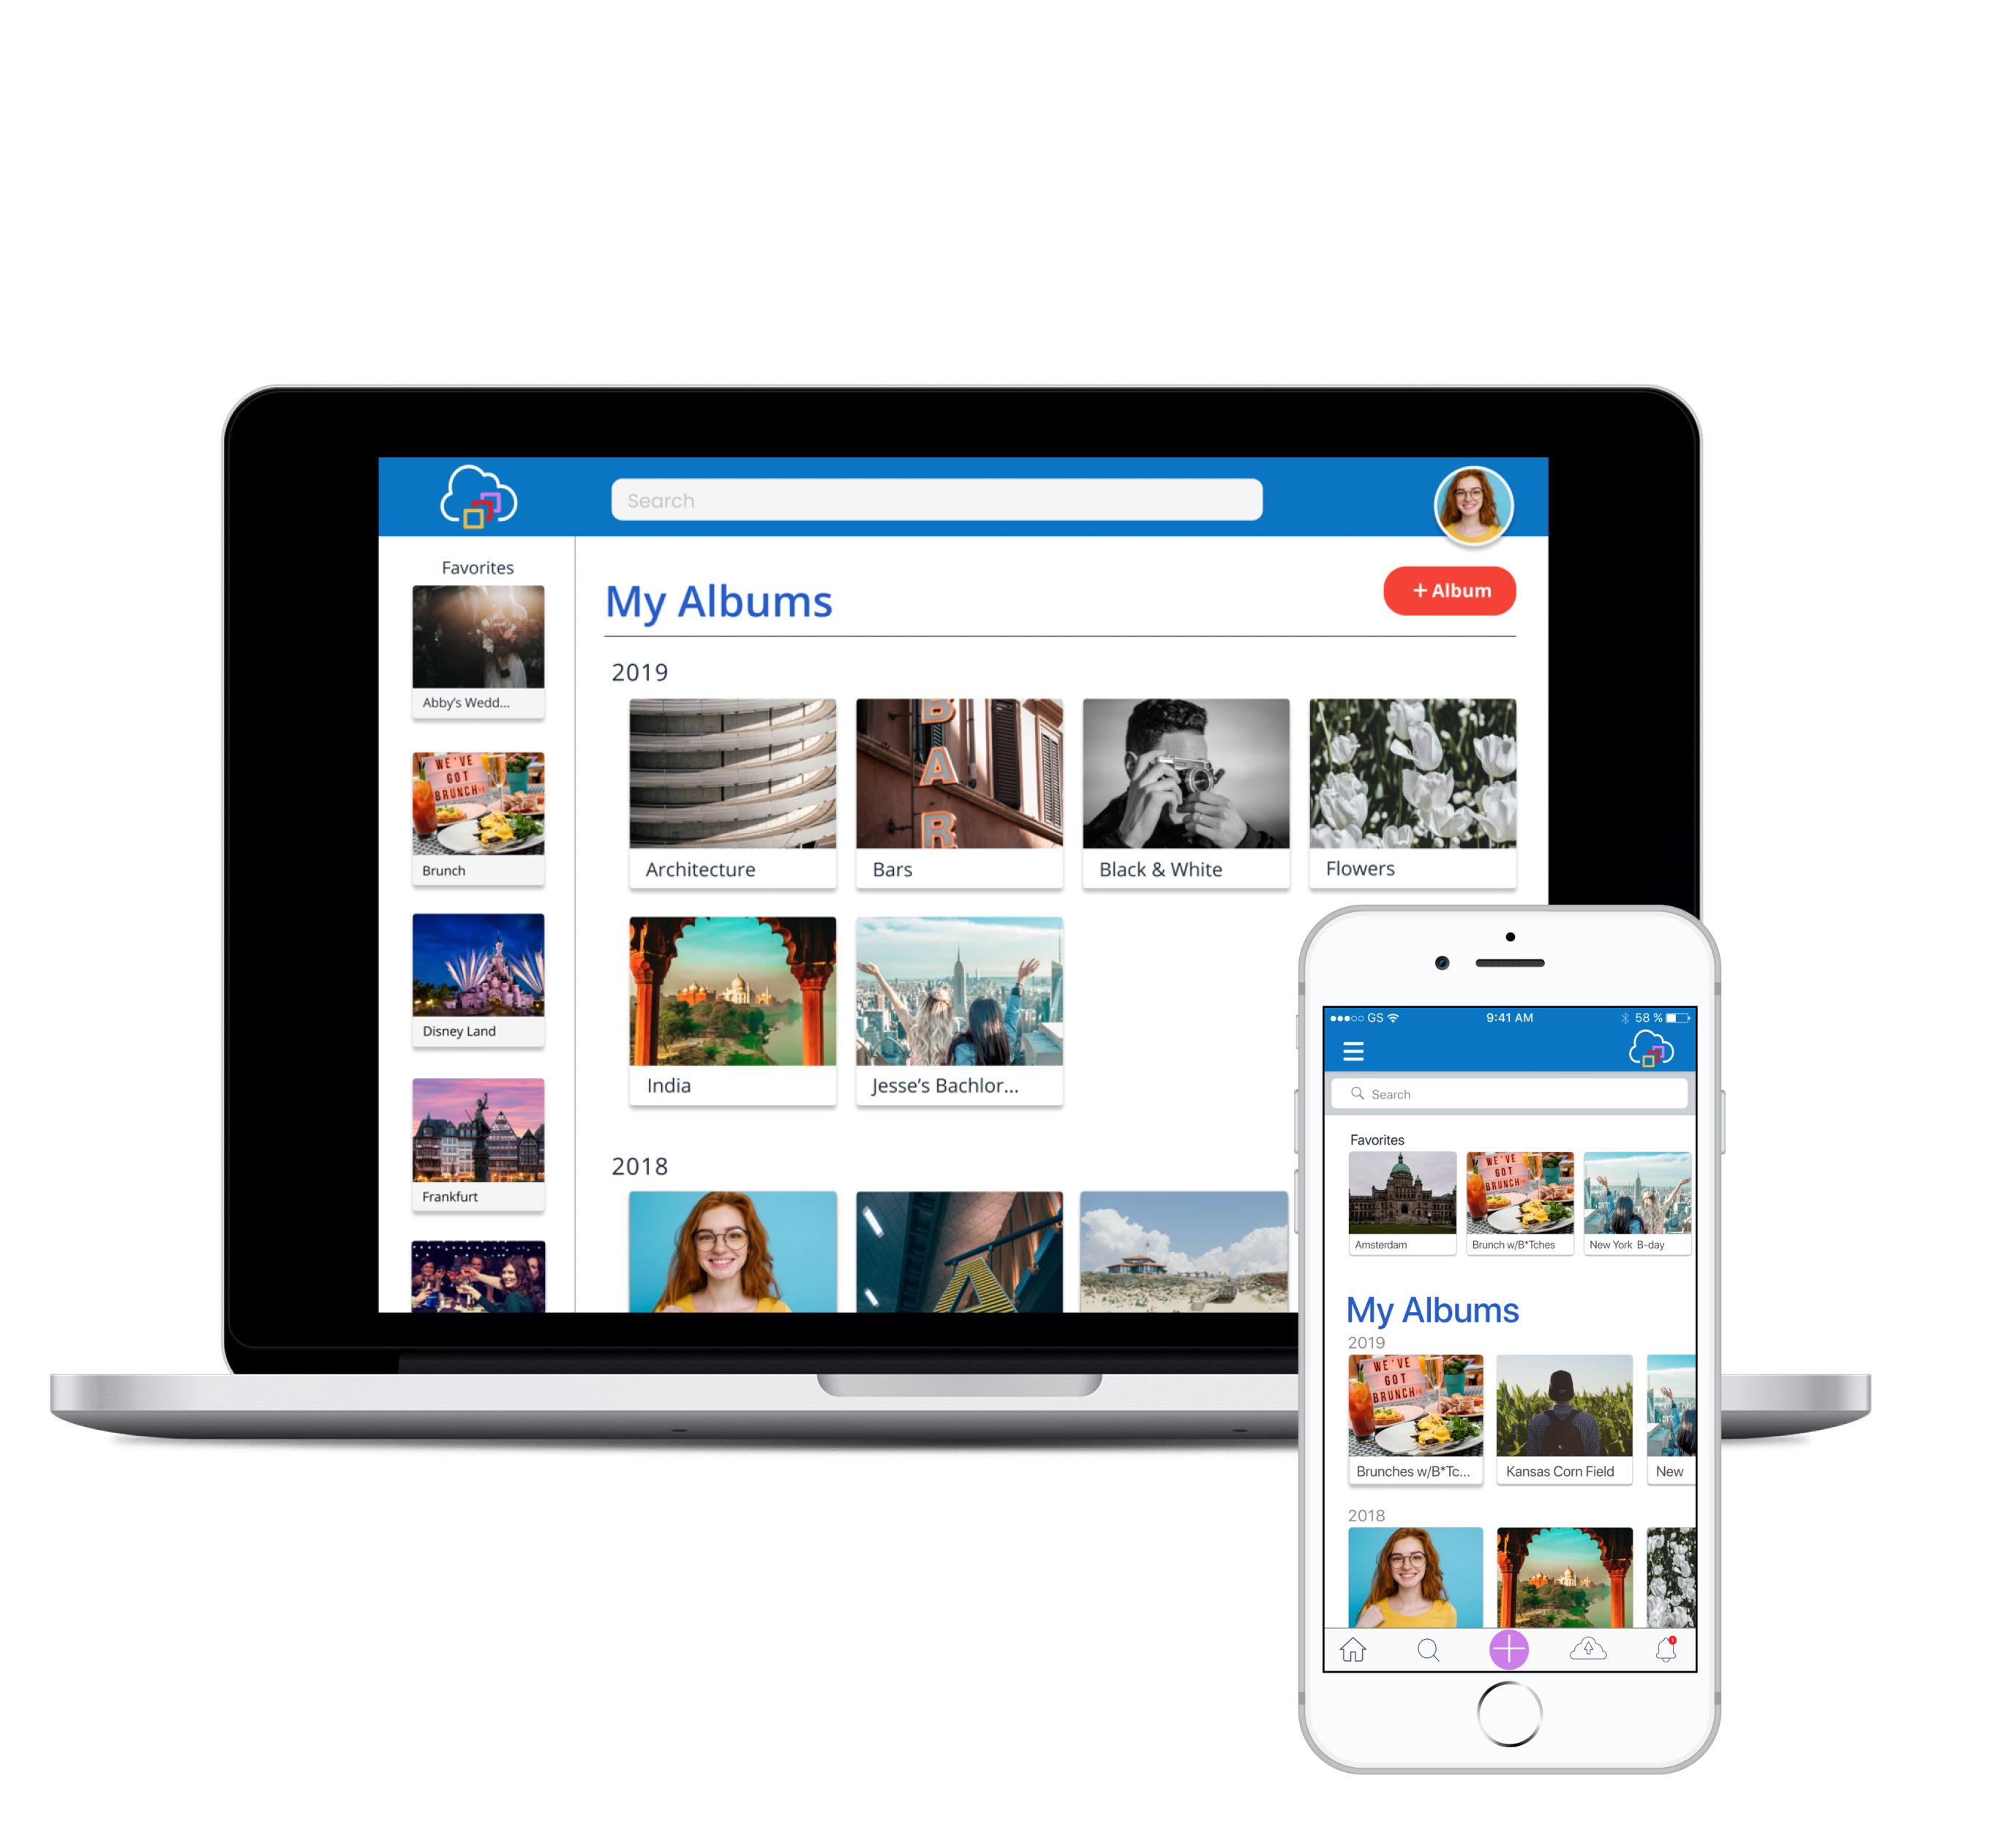 Search
Favorites
Abby's Wedd...
WE'VE
GOT
BRUNCH
Brunch
Disney Land
Frankfurt
My Albums
+ Album
2019
BAR
Architecture
Bars
Black & White
Flowers
India
Jesse's Bachlor...
2018
A
GS
9:41 AM
58 %
Search
Favorites
WE'VE
GOT
BRUNCH
Amsterdam
Brunch w/B*Tches
New York B-day
My Albums
2019
WE'VE
GOT
BRUNCH
Brunches w/B*Tc...
Kansas Corn Field
New
2018